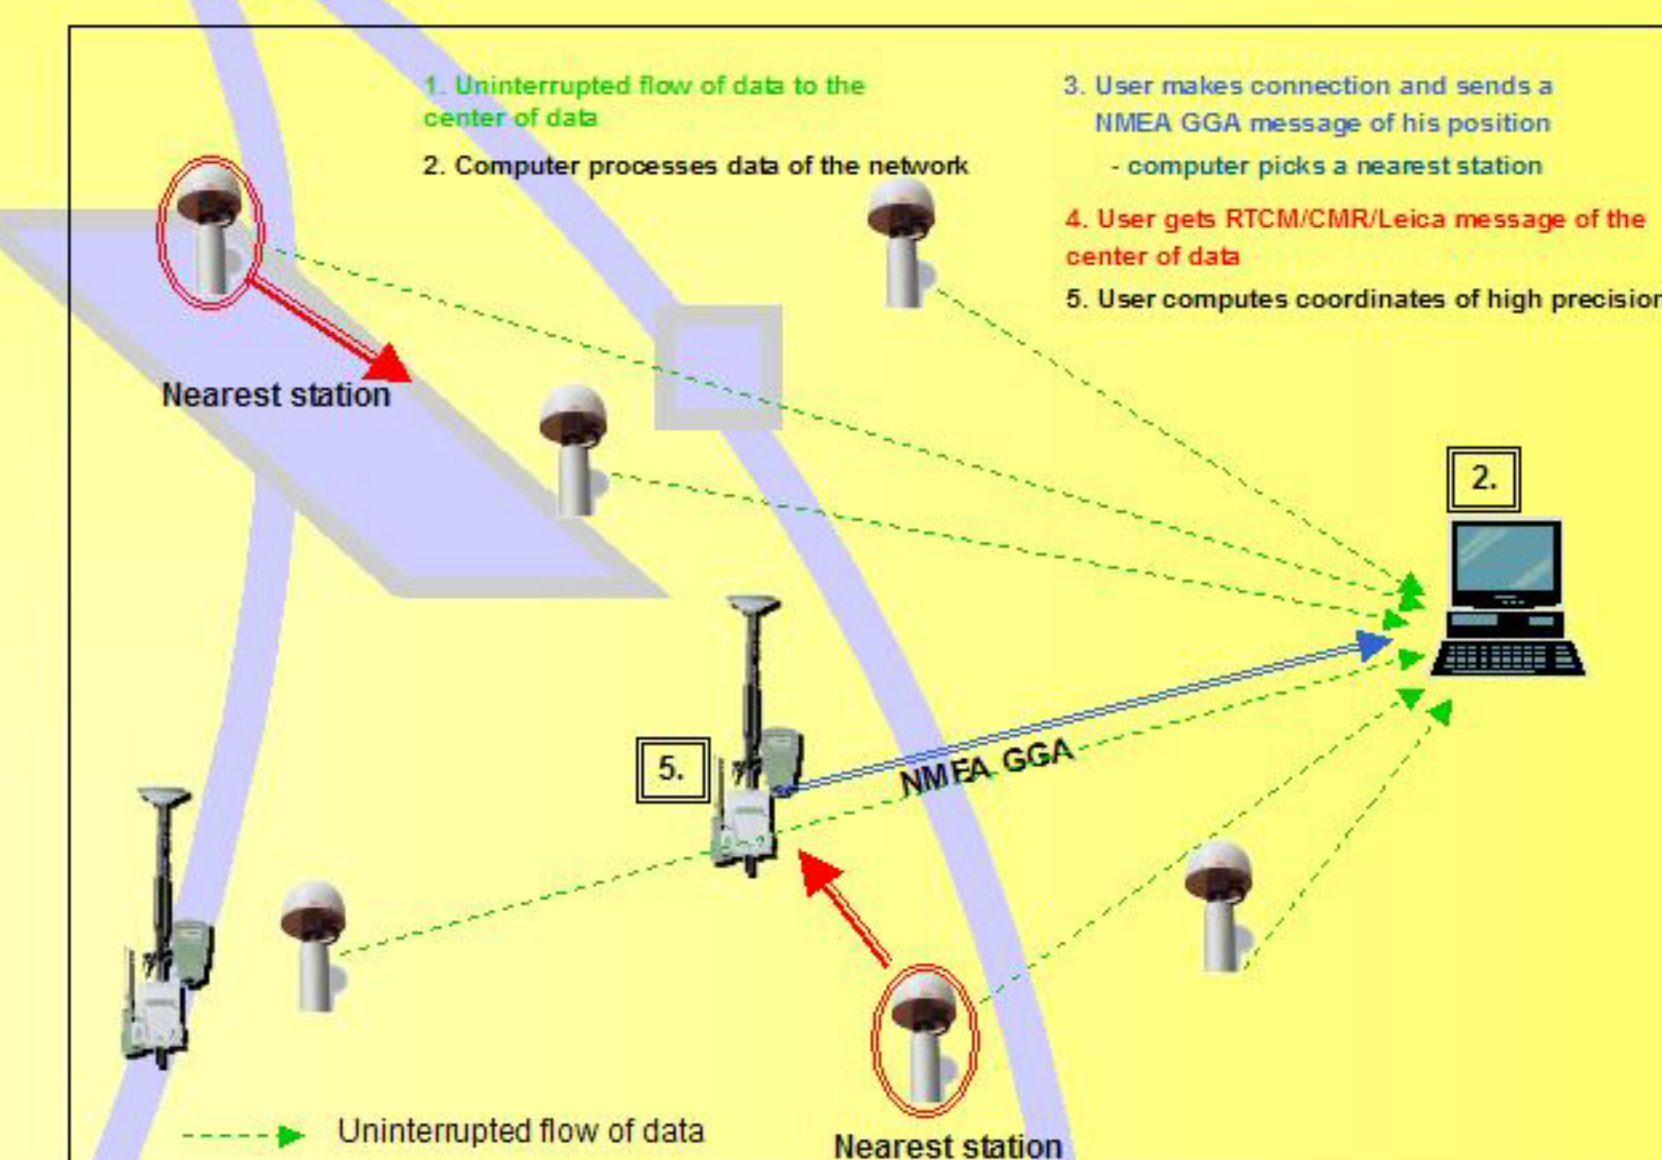 1. Uninterrupted flow of data to the
center of data
2. Computer processes data of the network
3. User makes connection and sends a
NMEA GGA message of his position
- computer picks a nearest station
4. User gets RTCM/CMR/Leica message of the
center of data
5. User computes coordinates of high precision
Nearest station
2.
5.
NMEA GGA
Uninterrupted flow of data
Nearest station